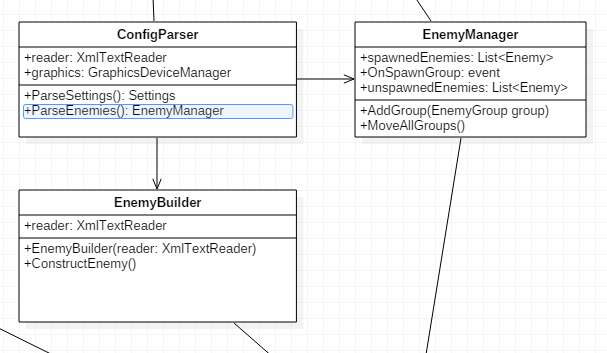 ConfigParser
+reader: XmlTextReader
+graphics: GraphicsDeviceManager
+ParseSettings(): Settings
+ParseEnemies(): EnemyManager
EnemyManager
+spawnedEnemies: List<Enemy>
+OnSpawnGroup: event
+unspawnedEnemies: List<Enemy>
+AddGroup(EnemyGroup group)
+MoveAllGroups()
EnemyBuilder
+reader: XmlTextReader
+EnemyBuilder(reader: XmlTextReader)
+ConstructEnemy()